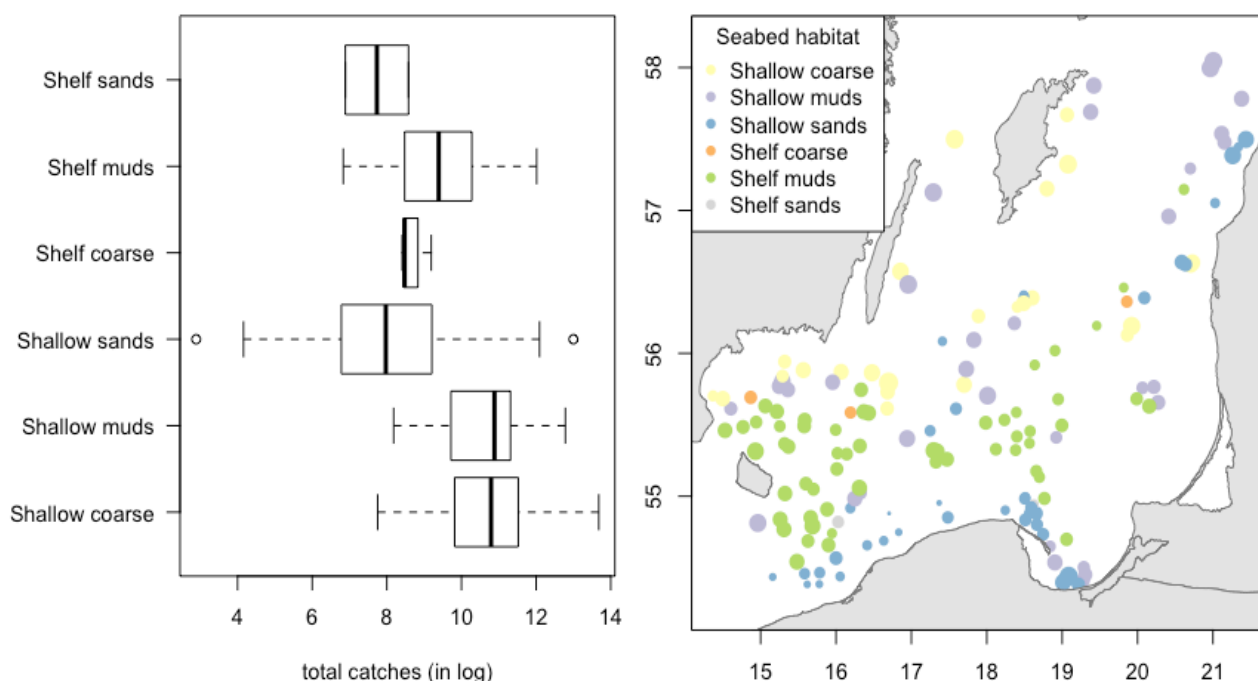 Shelf sands
Shelf muds
Shelf coarse
Shallow sands
Shallow muds
Shallow coarse
4 6 8 10 12 14
total catches (in log)
Seabed habitat
Shallow coarse
Shallow muds
Shallow sands
Shelf coarse
Shelf muds
Shelf sands
58
57
56
55
15 16 17 18 19 20 21